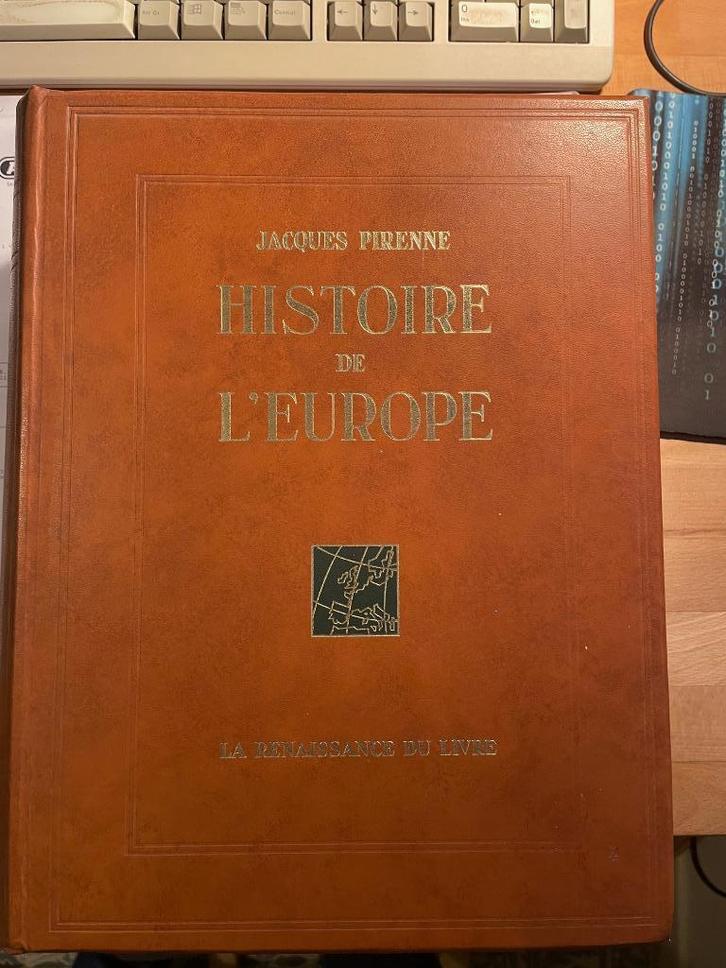 JACQUES PIRENNE
HISTOIRE
DE
L'EUROPE
LA RENAISSANCE DU LIVRE